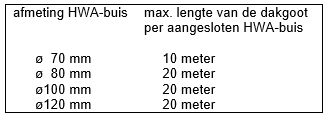 afmeting HWA-buis max. lengte van de dakgoot
per aangesloten HWA-buis
ø 70 mm 10 meter
ø 80 mm 20 meter
ø100 mm 20 meter
ø120 mm 20 meter